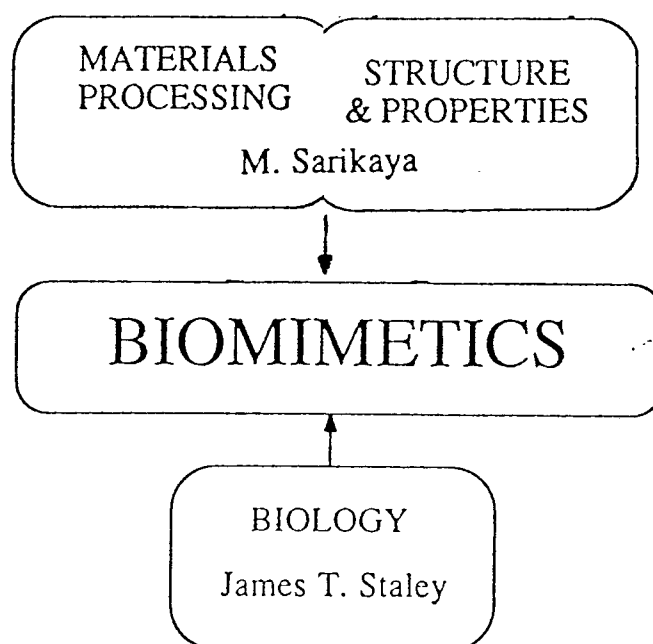 MATERIALS
PROCESSING
STRUCTURE
& PROPERTIES
M. Sarikaya
BIOMIMETICS
BIOLOGY
James T. Staley